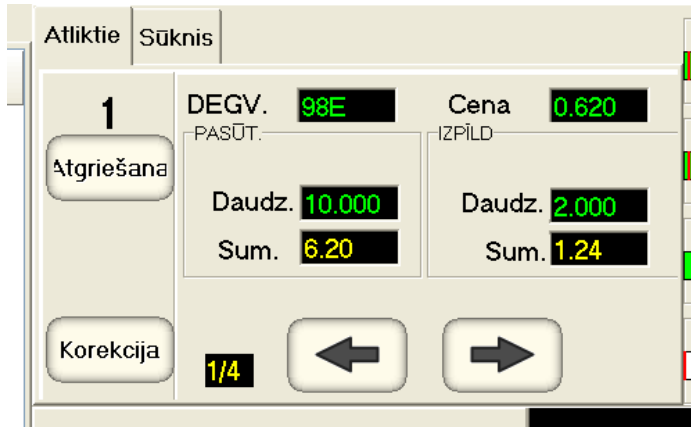 Atliktie Sūknis
1 DEGV. 98E Cena 0.620
PASŪT. IZPĪLD
Atgriešana
Daudz. 10.000 Daudz. 2.000
Sum. 6.20 Sum. 1.24
Korekcija
1/4